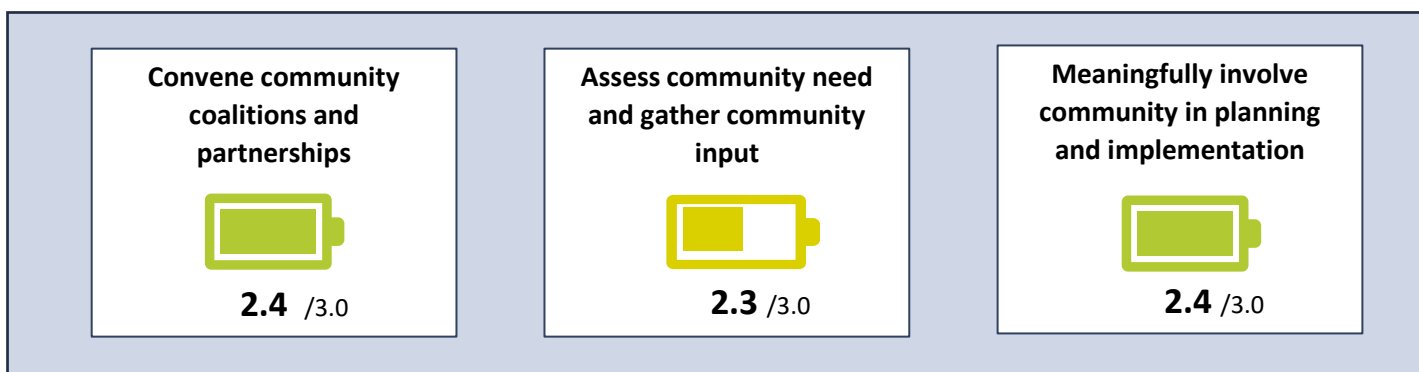 Convene community
coalitions and
partnerships
2.4 /3.0
Assess community need
and gather community
input
2.3 /3.0
Meaningfully involve
community in planning
and implementation
2.4 /3.0